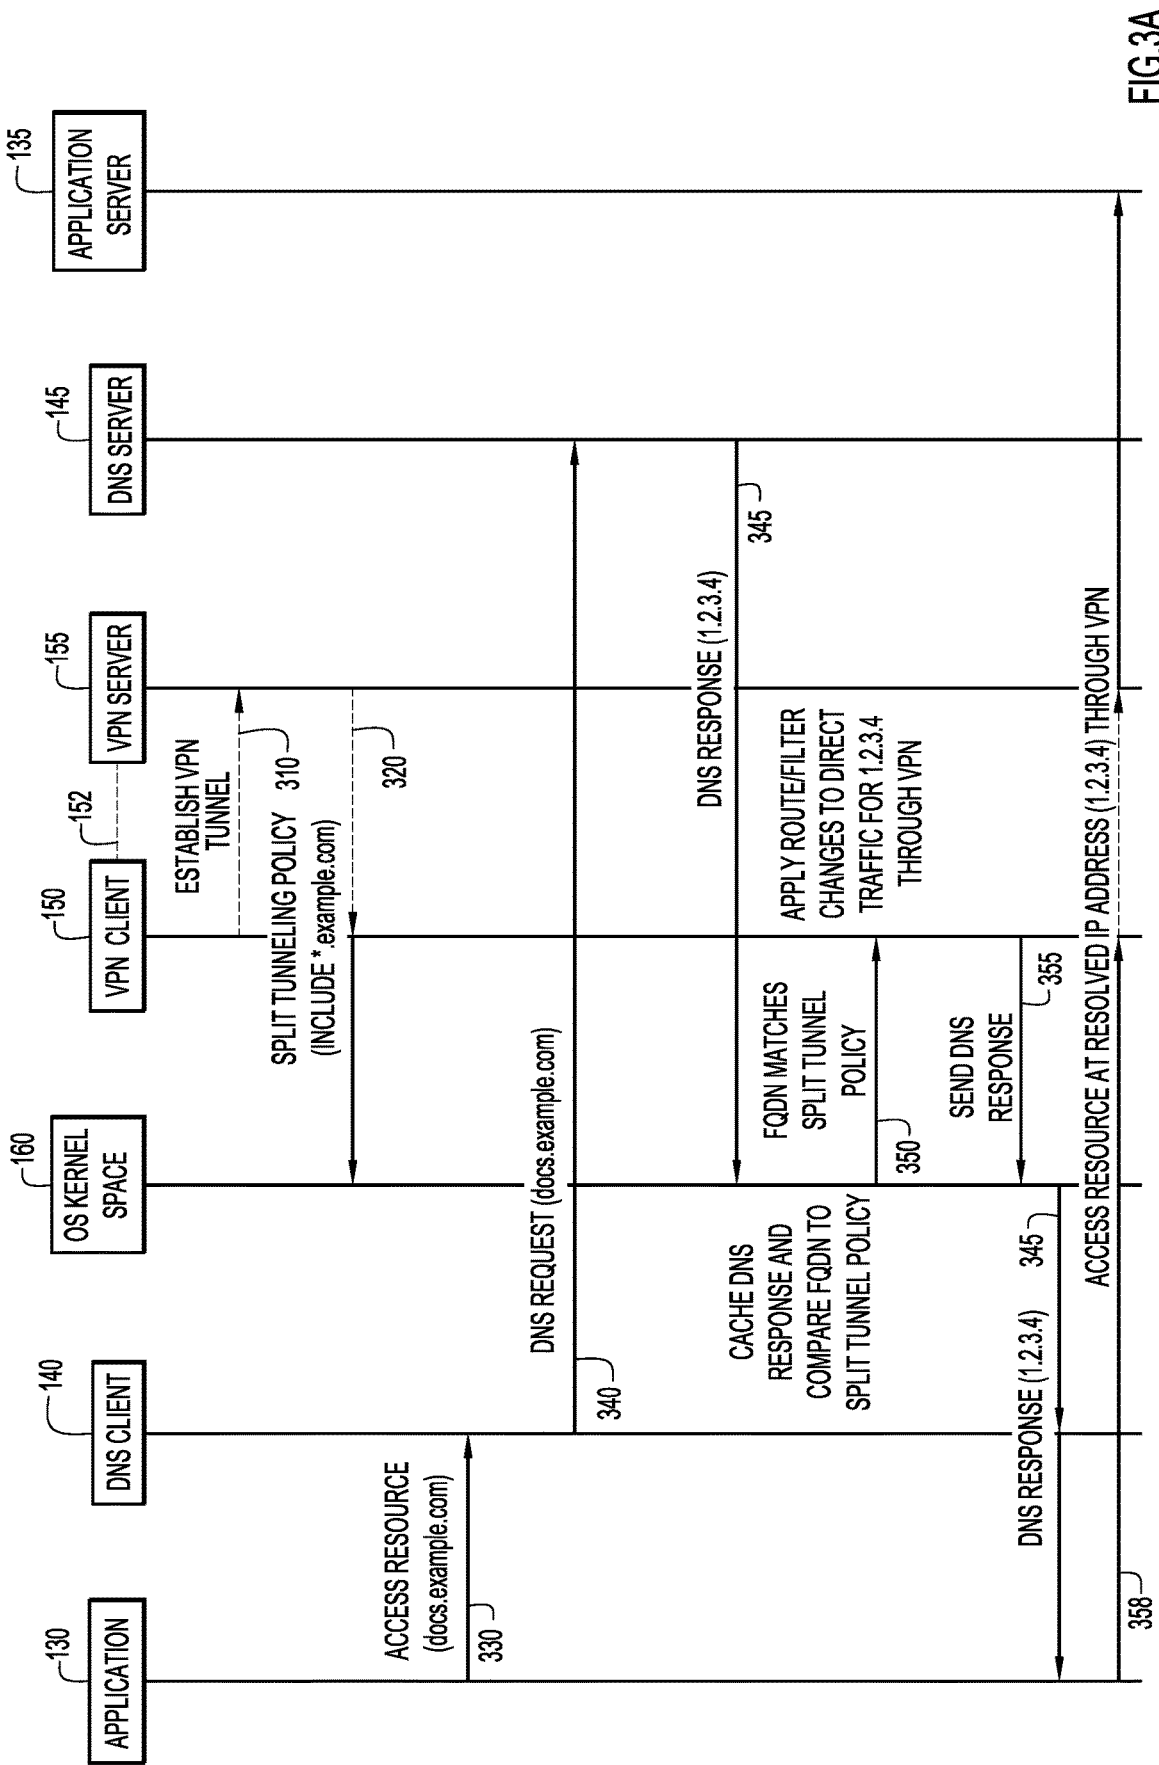 130
APPLICATION
140
DNS CLIENT
160
OS KERNEL
SPACE
150
VPN CLIENT
152
155
VPN SERVER
145
DNS SERVER
135
APPLICATION
SERVER
ESTABLISH VPN
TUNNEL
310
SPLIT TUNNELING POLICY
(INCLUDE *.example.com)
320
ACCESS RESOURCE
(docs.example.com)
330
DNS REQUEST (docs.example.com)
340
DNS RESPONSE (1.2.3.4)
345
CACHE DNS
RESPONSE AND
COMPARE FQDN TO
SPLIT TUNNEL POLICY
FQDN MATCHES
SPLIT TUNNEL
POLICY
350
APPLY ROUTE/FILTER
CHANGES TO DIRECT
TRAFFIC FOR 1.2.3.4
THROUGH VPN
SEND DNS
RESPONSE
355
DNS RESPONSE (1.2.3.4)
345
ACCESS RESOURCE AT RESOLVED IP ADDRESS (1.2.3.4) THROUGH VPN
358
FIG.3A